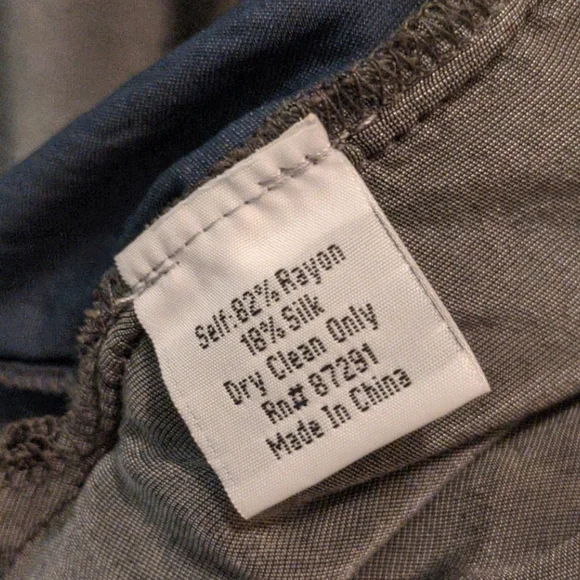 Self:82% Rayon
18% Silk
Dry Clean Only
Rn# 87291
Made In China